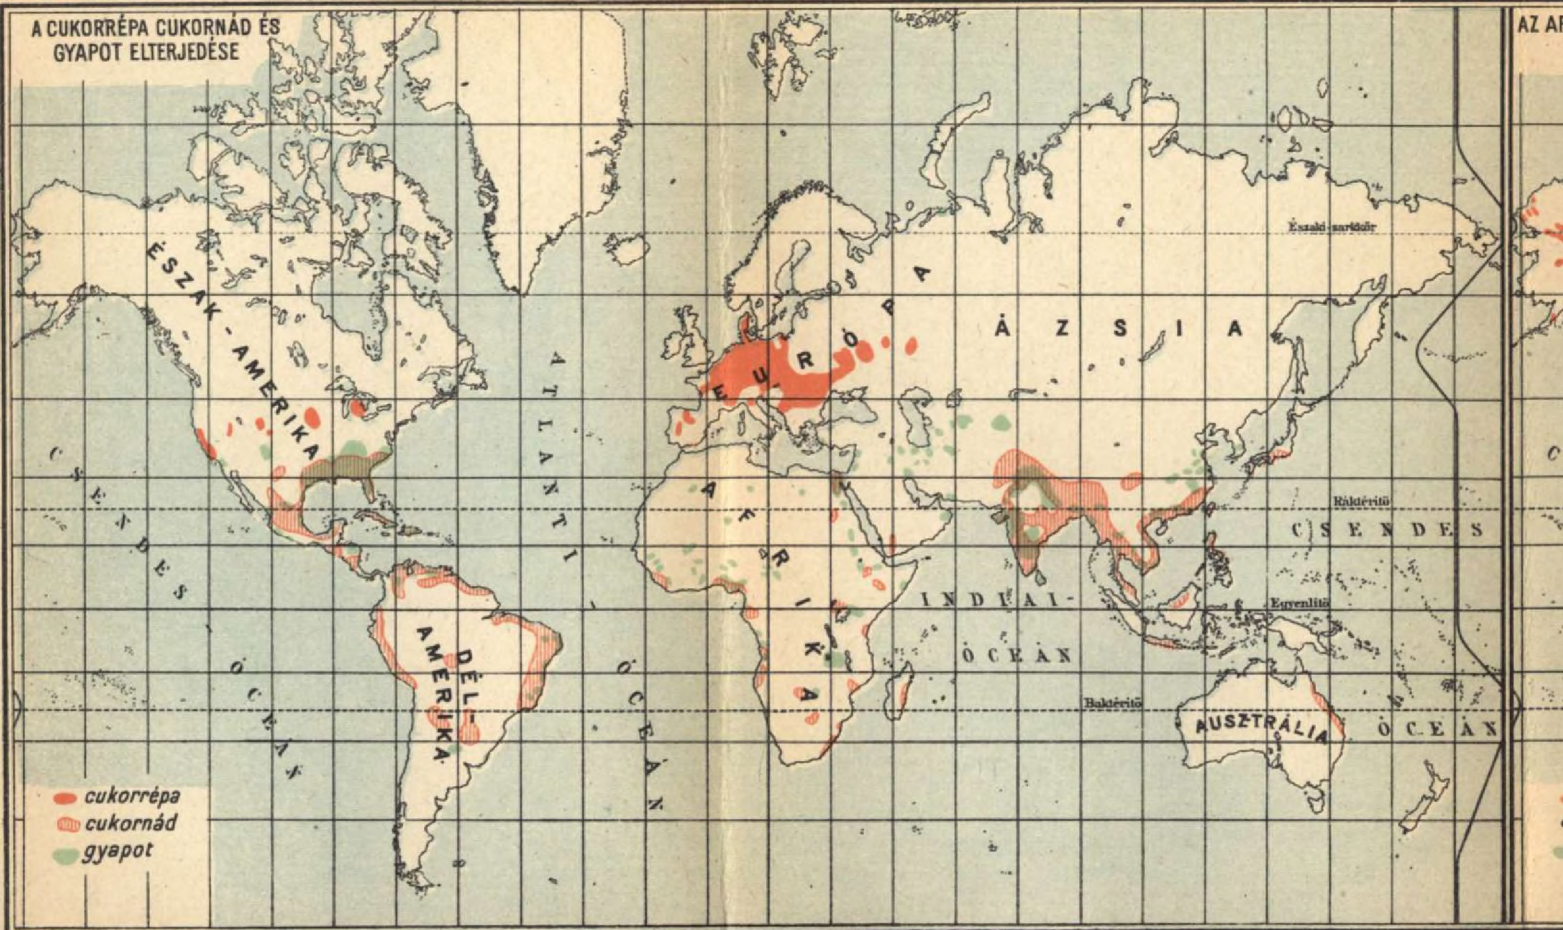 A CUKORRÉPA CUKORNÁD ÉS
GYAPOT ELTERJEDÉSE
AZ
ÉSZAK-AMERIKA
EURÓPA
ÁZSIA
Északi-sarkkör
ATLANTI-
ÓCEÁN
CSENDES
ÓCEÁN
AFRIKA
Ráktérítő
CSENDES
ÓCEÁN
INDIAI-
ÓCEÁN
Egyenlítő
DÉL-
AMERIKA
Baktérítő
AUSZTRÁLIA
cukorrépa
cukornád
gyapot